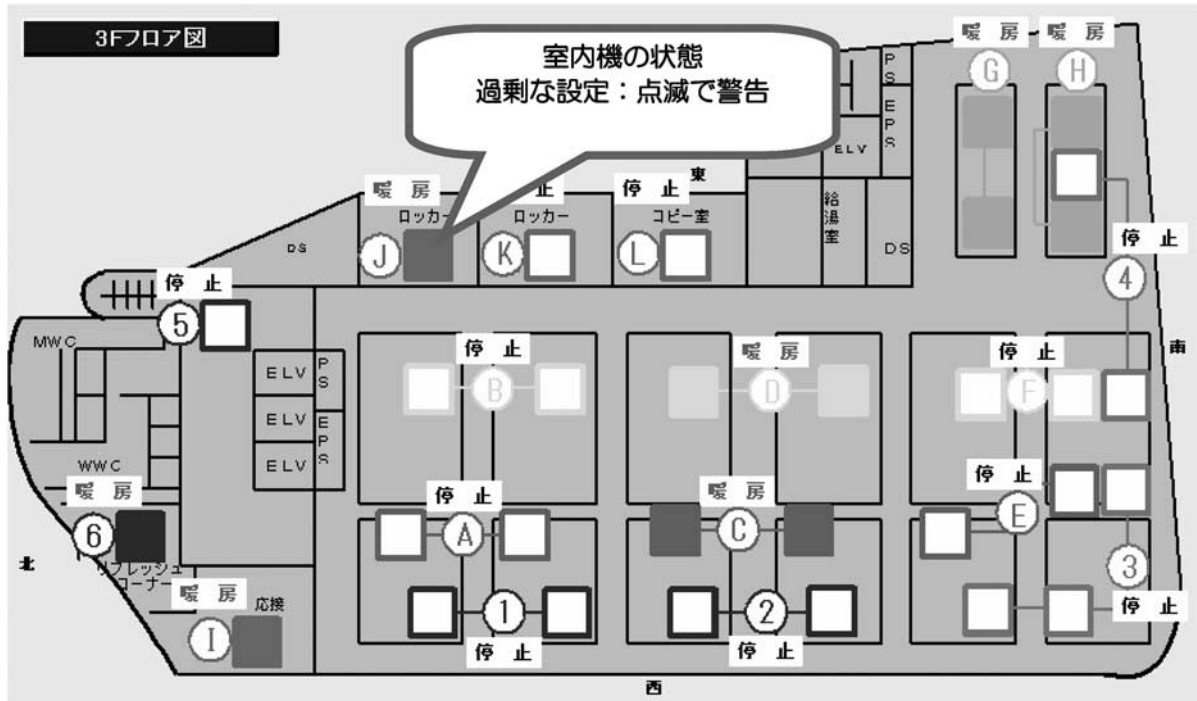 3Fフロア図
室内機の状態
過剰な設定：点滅で警告
暖 房
G
暖 房
H
PS
EPS
ELV
東
給湯室
DS
暖 房
ロッカー
J
止
ロッカー
K
停 止
コピー室
L
DS
停 止
4
停 止
5
MWC
ELV
ELV
ELV
PS
EPS
停 止
B
暖 房
D
停 止
F
南
WWC
暖 房
6
リフレッシュ
コーナー
北
停 止
A
暖 房
C
停 止
E
暖 房
応接
I
1
停 止
2
停 止
3
停 止
西